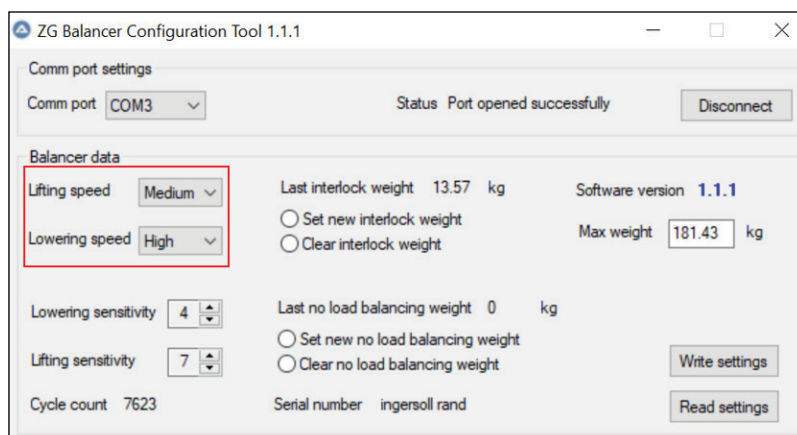 ZG Balancer Configuration Tool 1.1.1
Comm port settings
Comm port COM3 Status Port opened successfully Disconnect
Balancer data
Lifting speed Medium Last interlock weight 13.57 kg Software version 1.1.1
Set new interlock weight
Lowering speed High Clear interlock weight Max weight 181.43 kg
Lowering sensitivity 4 Last no load balancing weight 0 kg
Set new no load balancing weight
Lifting sensitivity 7 Clear no load balancing weight Write settings
Cycle count 7623 Serial number ingersoll rand Read settings